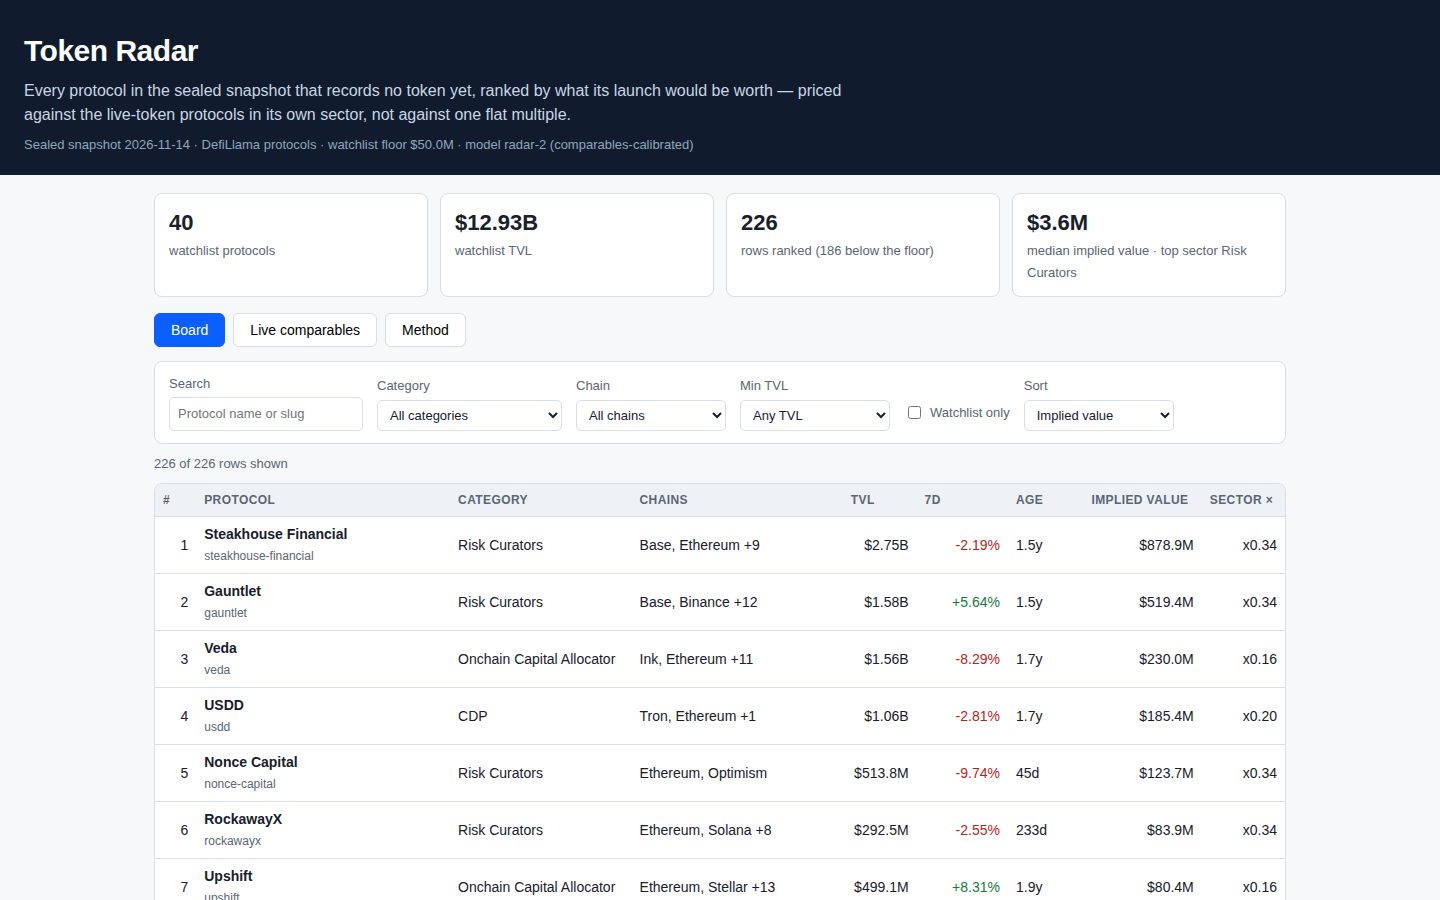 Token Radar
Every protocol in the sealed snapshot that records no token yet, ranked by what its launch would be worth — priced
against the live-token protocols in its own sector, not against one flat multiple.
Sealed snapshot 2026-11-14 · DefiLlama protocols · watchlist floor $50.0M · model radar-2 (comparables-calibrated)
40
watchlist protocols
$12.93B
watchlist TVL
226
rows ranked (186 below the floor)
$3.6M
median implied value · top sector Risk
Curators
Board Live comparables Method
Search Category Chain Min TVL Sort
Protocol name or slug All categories All chains Any TVL Watchlist only Implied value
226 of 226 rows shown
# PROTOCOL CATEGORY CHAINS TVL 7D AGE IMPLIED VALUE SECTOR ×
1 Steakhouse Financial Risk Curators Base, Ethereum +9 $2.75B -2.19% 1.5y $878.9M x0.34
steakhouse-financial
2 Gauntlet Risk Curators Base, Binance +12 $1.58B +5.64% 1.5y $519.4M x0.34
gauntlet
3 Veda Onchain Capital Allocator Ink, Ethereum +11 $1.56B -8.29% 1.7y $230.0M x0.16
veda
4 USDD CDP Tron, Ethereum +1 $1.06B -2.81% 1.7y $185.4M x0.20
usdd
5 Nonce Capital Risk Curators Ethereum, Optimism $513.8M -9.74% 45d $123.7M x0.34
nonce-capital
6 RockawayX Risk Curators Ethereum, Solana +8 $292.5M -2.55% 233d $83.9M x0.34
rockawayx
7 Upshift Onchain Capital Allocator Ethereum, Stellar +13 $499.1M +8.31% 1.9y $80.4M x0.16
upshift